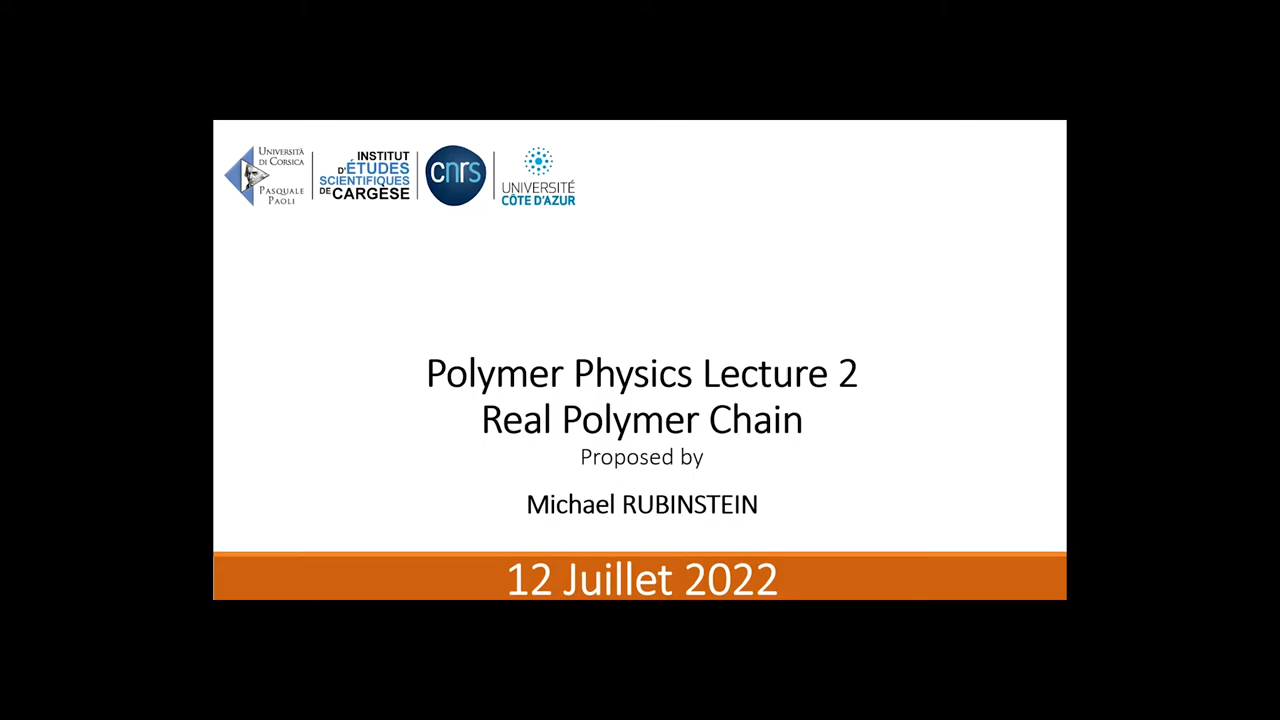 UNIVERSITÀ
DI CORSICA
PASQUALE
PAOLI
INSTITUT
D'ÉTUDES
SCIENTIFIQUES
DE CARGÈSE
cnrs
UNIVERSITÉ
CÔTE D'AZUR
Polymer Physics Lecture 2
Real Polymer Chain
Proposed by
Michael RUBINSTEIN
12 Juillet 2022